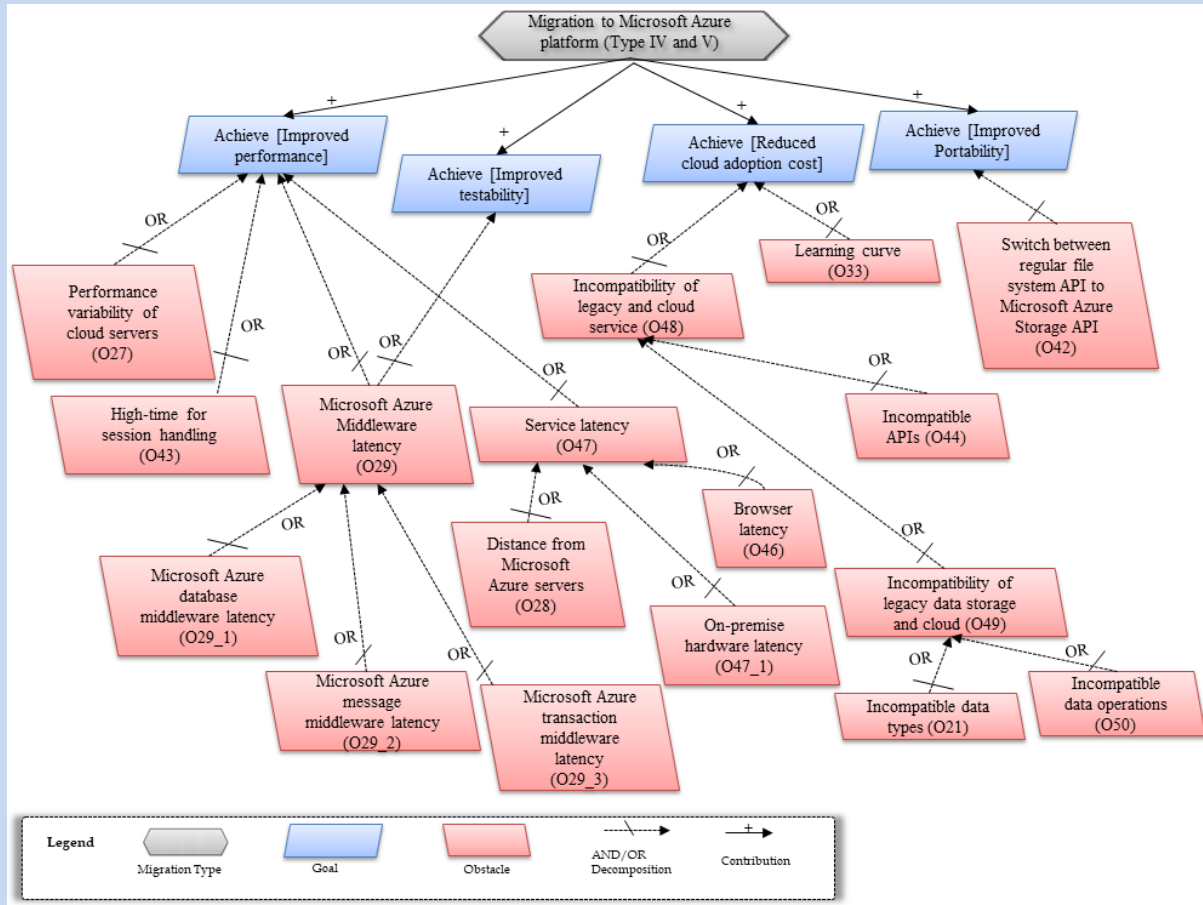 Migration to Microsoft Azure
platform (Type IV and V)
+
+
+
+
Achieve [Improved
performance]
Achieve [Improved
testability]
Achieve [Reduced
cloud adoption cost]
Achieve [Improved
Portability]
OR
OR
OR
OR
OR
OR
OR
OR
Performance
variability of
cloud servers
(O27)
High-time for
session handling
(O43)
Microsoft Azure
Middleware
latency
(O29)
Service latency
(O47)
Incompatibility of
legacy and cloud
service (O48)
Learning curve
(O33)
Switch between
regular file
system API to
Microsoft Azure
Storage API
(O42)
OR
Incompatible
APIs (O44)
OR
OR
OR
Browser
latency
(O46)
OR
Distance from
Microsoft
Azure servers
(O28)
OR
Microsoft Azure
database
middleware latency
(O29_1)
OR
On-premise
hardware latency
(O47_1)
Incompatibility of
legacy data storage
and cloud (O49)
OR
OR
Microsoft Azure
message
middleware latency
(O29_2)
Microsoft Azure
transaction
middleware
latency
(O29_3)
OR
OR
Incompatible data
types (O21)
Incompatible
data operations
(O50)
Legend
Migration Type
Goal
Obstacle
AND/OR
Decomposition
+
Contribution